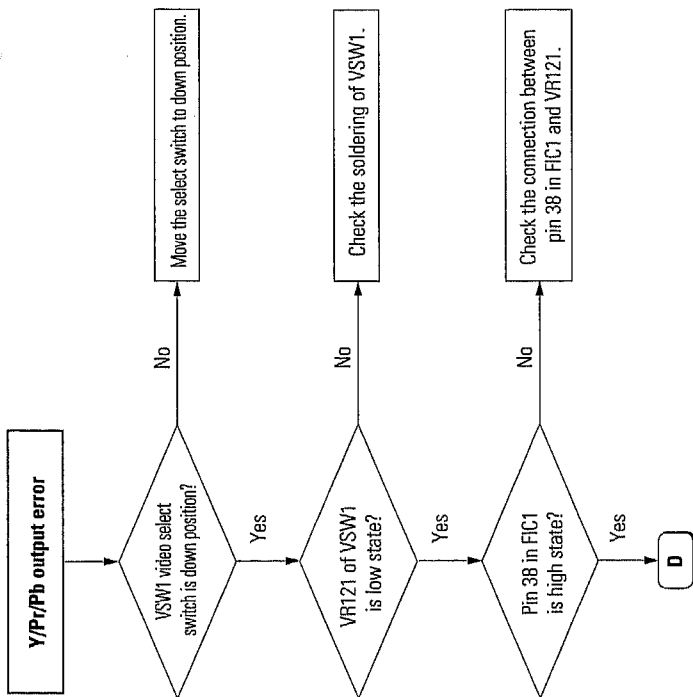 Y/Pr/Pb output error
VSW1 video select
switch is down position?
No
Move the select switch to down position.
Yes
VR121 of VSW1
is low state?
No
Check the soldering of VSW1.
Yes
Pin 38 in FIC1
is high state?
No
Check the connection between
pin 38 in FIC1 and VR121.
Yes
D